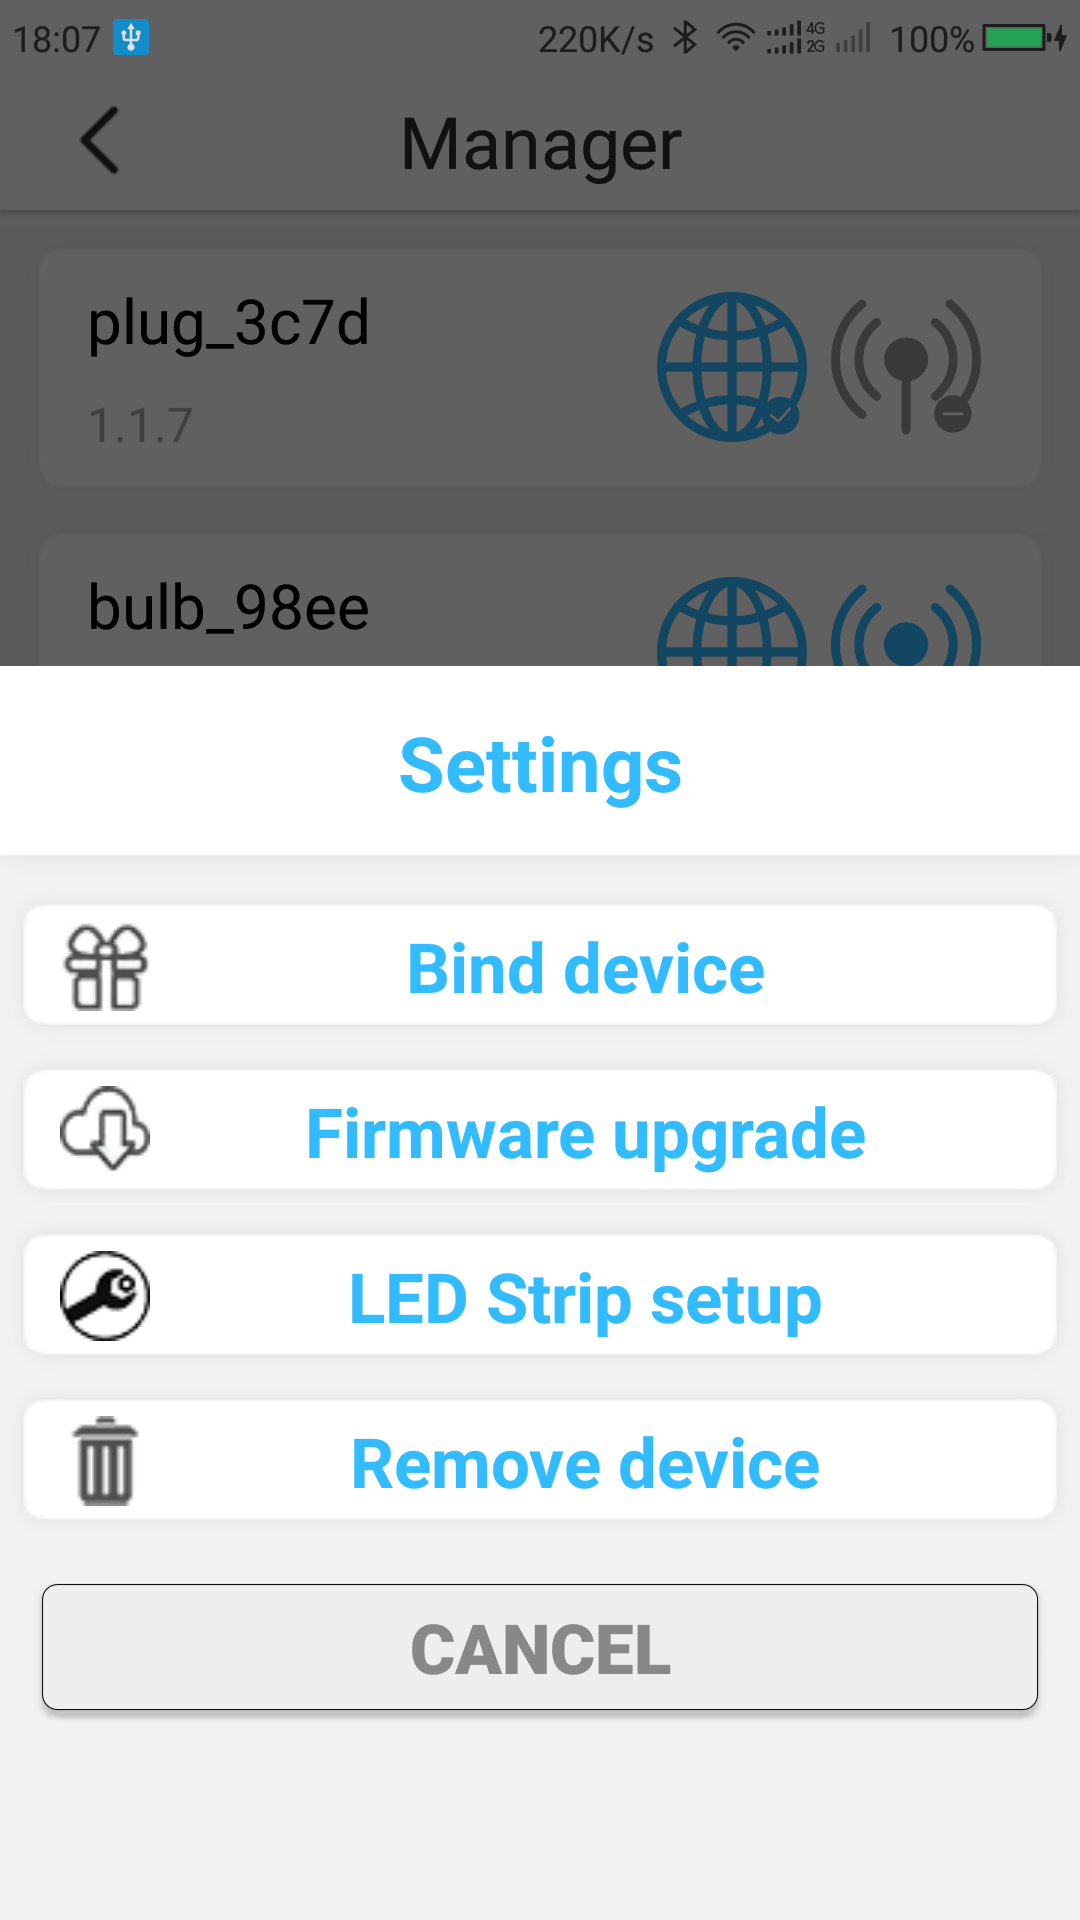 18:07 220K/s 4G 2G 100%
Manager
plug_3c7d
1.1.7
bulb_98ee
Settings
Bind device
Firmware upgrade
LED Strip setup
Remove device
CANCEL